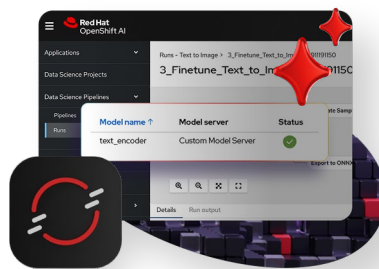 Red Hat
OpenShift AI
Applications
Data Science Projects
Data Science Pipelines
Pipelines
Runs
Runs - Text to Image > 3_Finetune_Text_to_Im
3_Finetune_Text_to_Im
Model name ↑ Model server Status
text_encoder Custom Model Server
Export to ONNX
Details Run output